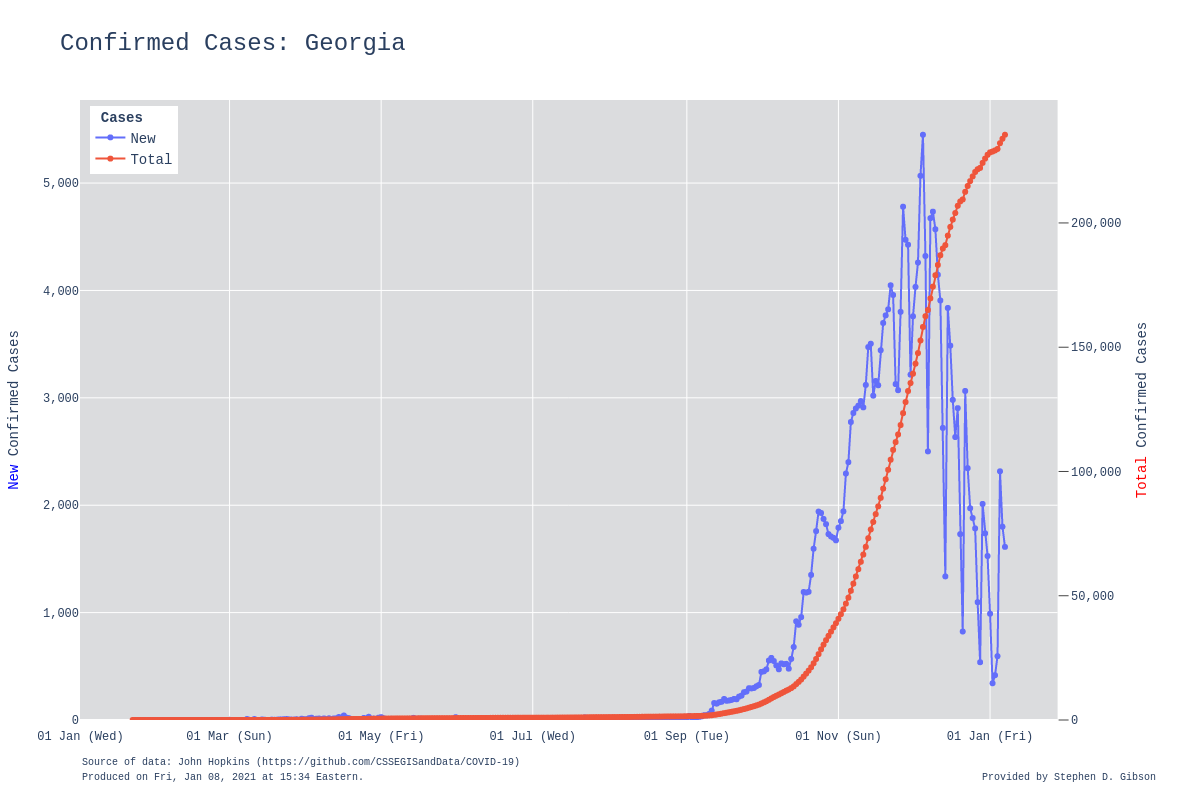 Confirmed Cases: Georgia
Cases
New
Total
5,000
4,000
3,000
2,000
1,000
0
New Confirmed Cases
200,000
150,000
100,000
50,000
0
Total Confirmed Cases
01 Jan (Wed) 01 Mar (Sun) 01 May (Fri) 01 Jul (Wed) 01 Sep (Tue) 01 Nov (Sun) 01 Jan (Fri)
Source of data: John Hopkins (https://github.com/CSSEGISandData/COVID-19)
Produced on Fri, Jan 08, 2021 at 15:34 Eastern.
Provided by Stephen D. Gibson